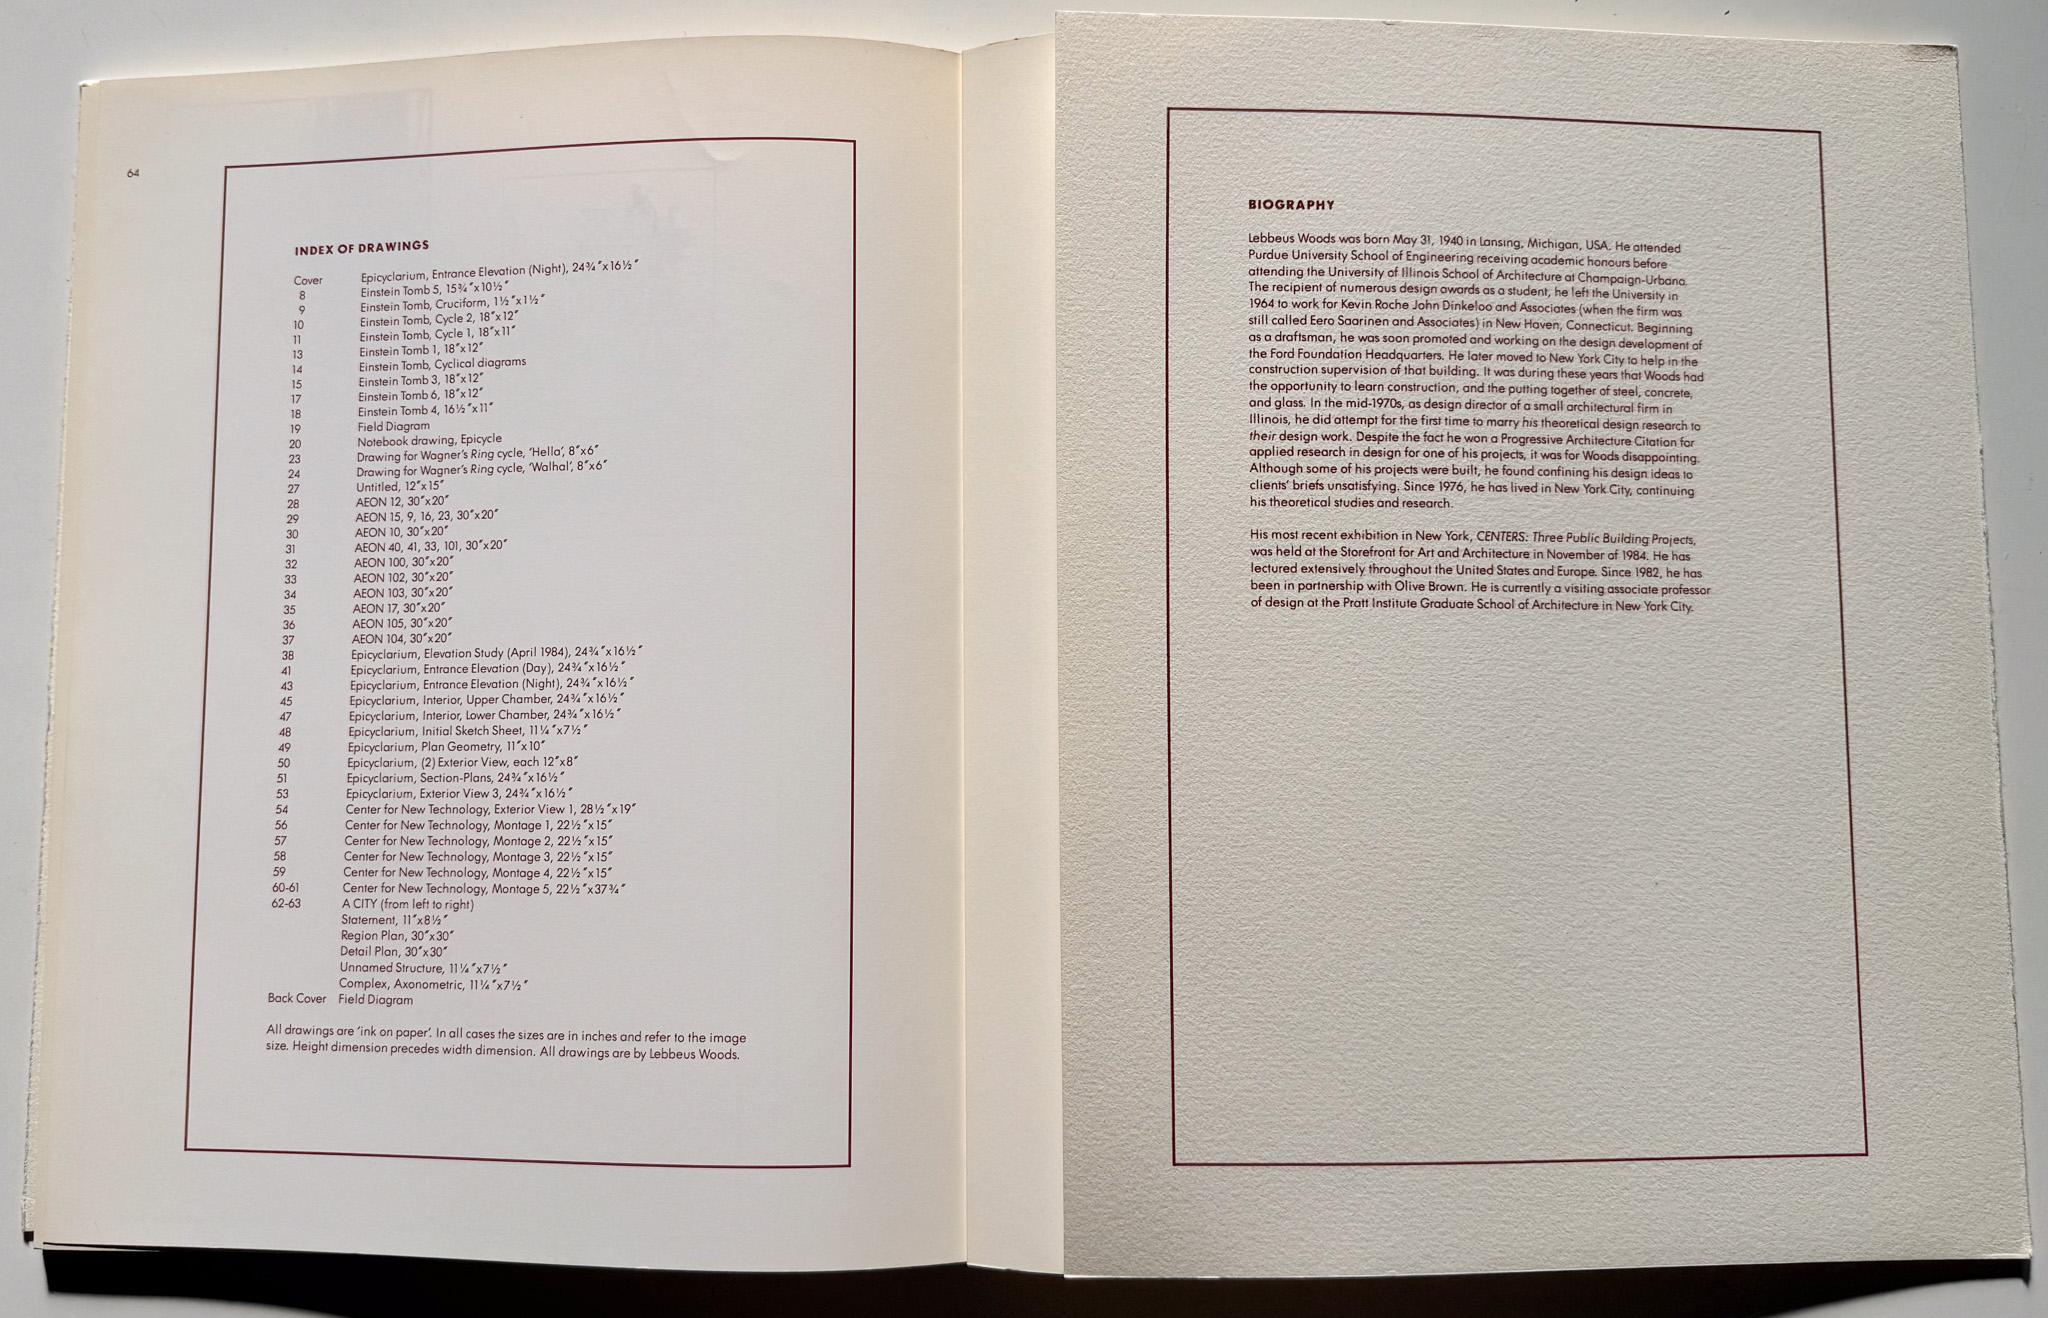 64
INDEX OF DRAWINGS
Cover Epicyclarium, Entrance Elevation (Night), 24¾"x16½"
8 Einstein Tomb 5, 15¾"x10½"
9 Einstein Tomb, Cruciform, 1½"x1½"
10 Einstein Tomb, Cycle 2, 18"x12"
11 Einstein Tomb, Cycle 1, 18"x11"
13 Einstein Tomb 1, 18"x12"
14 Einstein Tomb, Cyclical diagrams
15 Einstein Tomb 3, 18"x12"
17 Einstein Tomb 6, 18"x12"
18 Einstein Tomb 4, 16½"x11"
19 Field Diagram
20 Notebook drawing, Epicycle
23 Drawing for Wagner's Ring cycle, 'Hella', 8"x6"
24 Drawing for Wagner's Ring cycle, 'Walhal', 8"x6"
27 Untitled, 12"x15"
28 AEON 12, 30"x20"
29 AEON 15, 9, 16, 23, 30"x20"
30 AEON 10, 30"x20"
31 AEON 40, 41, 33, 101, 30"x20"
32 AEON 100, 30"x20"
33 AEON 102, 30"x20"
34 AEON 103, 30"x20"
35 AEON 17, 30"x20"
36 AEON 105, 30"x20"
37 AEON 104, 30"x20"
38 Epicyclarium, Elevation Study (April 1984), 24¾"x16½"
41 Epicyclarium, Entrance Elevation (Day), 24¾"x16½"
43 Epicyclarium, Entrance Elevation (Night), 24¾"x16½"
45 Epicyclarium, Interior, Upper Chamber, 24¾"x16½"
47 Epicyclarium, Interior, Lower Chamber, 24¾"x16½"
48 Epicyclarium, Initial Sketch Sheet, 11¼"x7½"
49 Epicyclarium, Plan Geometry, 11"x10"
50 Epicyclarium, (2) Exterior View, each 12"x8"
51 Epicyclarium, Section-Plans, 24¾"x16½"
53 Epicyclarium, Exterior View 3, 24¾"x16½"
54 Center for New Technology, Exterior View 1, 28½"x19"
56 Center for New Technology, Montage 1, 22½"x15"
57 Center for New Technology, Montage 2, 22½"x15"
58 Center for New Technology, Montage 3, 22½"x15"
59 Center for New Technology, Montage 4, 22½"x15"
60-61 Center for New Technology, Montage 5, 22½"x37¾"
62-63 A CITY (from left to right)
Statement, 11"x8½"
Region Plan, 30"x30"
Detail Plan, 30"x30"
Unnamed Structure, 11¼"x7½"
Complex, Axonometric, 11¼"x7½"
Back Cover Field Diagram
All drawings are 'ink on paper'. In all cases the sizes are in inches and refer to the image
size. Height dimension precedes width dimension. All drawings are by Lebbeus Woods.
BIOGRAPHY
Lebbeus Woods was born May 31, 1940 in Lansing, Michigan, USA. He attended
Purdue University School of Engineering receiving academic honours before
attending the University of Illinois School of Architecture at Champaign-Urbana.
The recipient of numerous design awards as a student, he left the University in
1964 to work for Kevin Roche John Dinkeloo and Associates (when the firm was
still called Eero Saarinen and Associates) in New Haven, Connecticut. Beginning
as a draftsman, he was soon promoted and working on the design development of
the Ford Foundation Headquarters. He later moved to New York City to help in the
construction supervision of that building. It was during these years that Woods had
the opportunity to learn construction, and the putting together of steel, concrete,
and glass. In the mid-1970s, as design director of a small architectural firm in
Illinois, he did attempt for the first time to marry his theoretical design research to
their design work. Despite the fact he won a Progressive Architecture Citation for
applied research in design for one of his projects, it was for Woods disappointing.
Although some of his projects were built, he found confining his design ideas to
clients' briefs unsatisfying. Since 1976, he has lived in New York City, continuing
his theoretical studies and research.
His most recent exhibition in New York, CENTERS: Three Public Building Projects,
was held at the Storefront for Art and Architecture in November of 1984. He has
lectured extensively throughout the United States and Europe. Since 1982, he has
been in partnership with Olive Brown. He is currently a visiting associate professor
of design at the Pratt Institute Graduate School of Architecture in New York City.